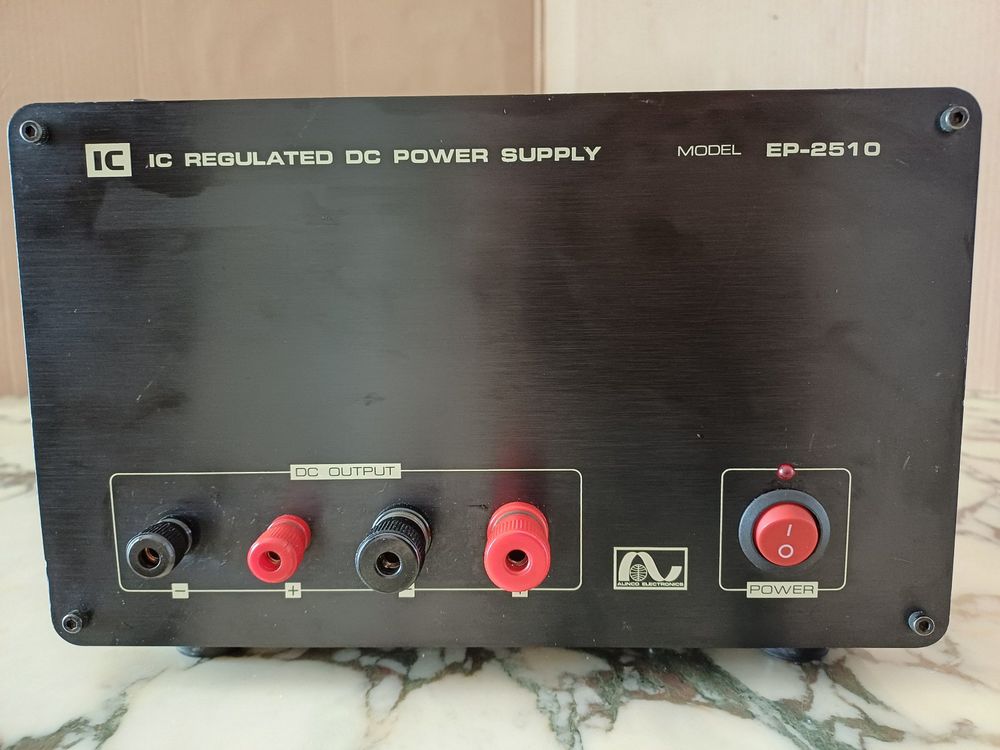 IC IC REGULATED DC POWER SUPPLY MODEL EP-2510
DC OUTPUT
I
O
- + - +
ALINCO ELECTRONICS
POWER